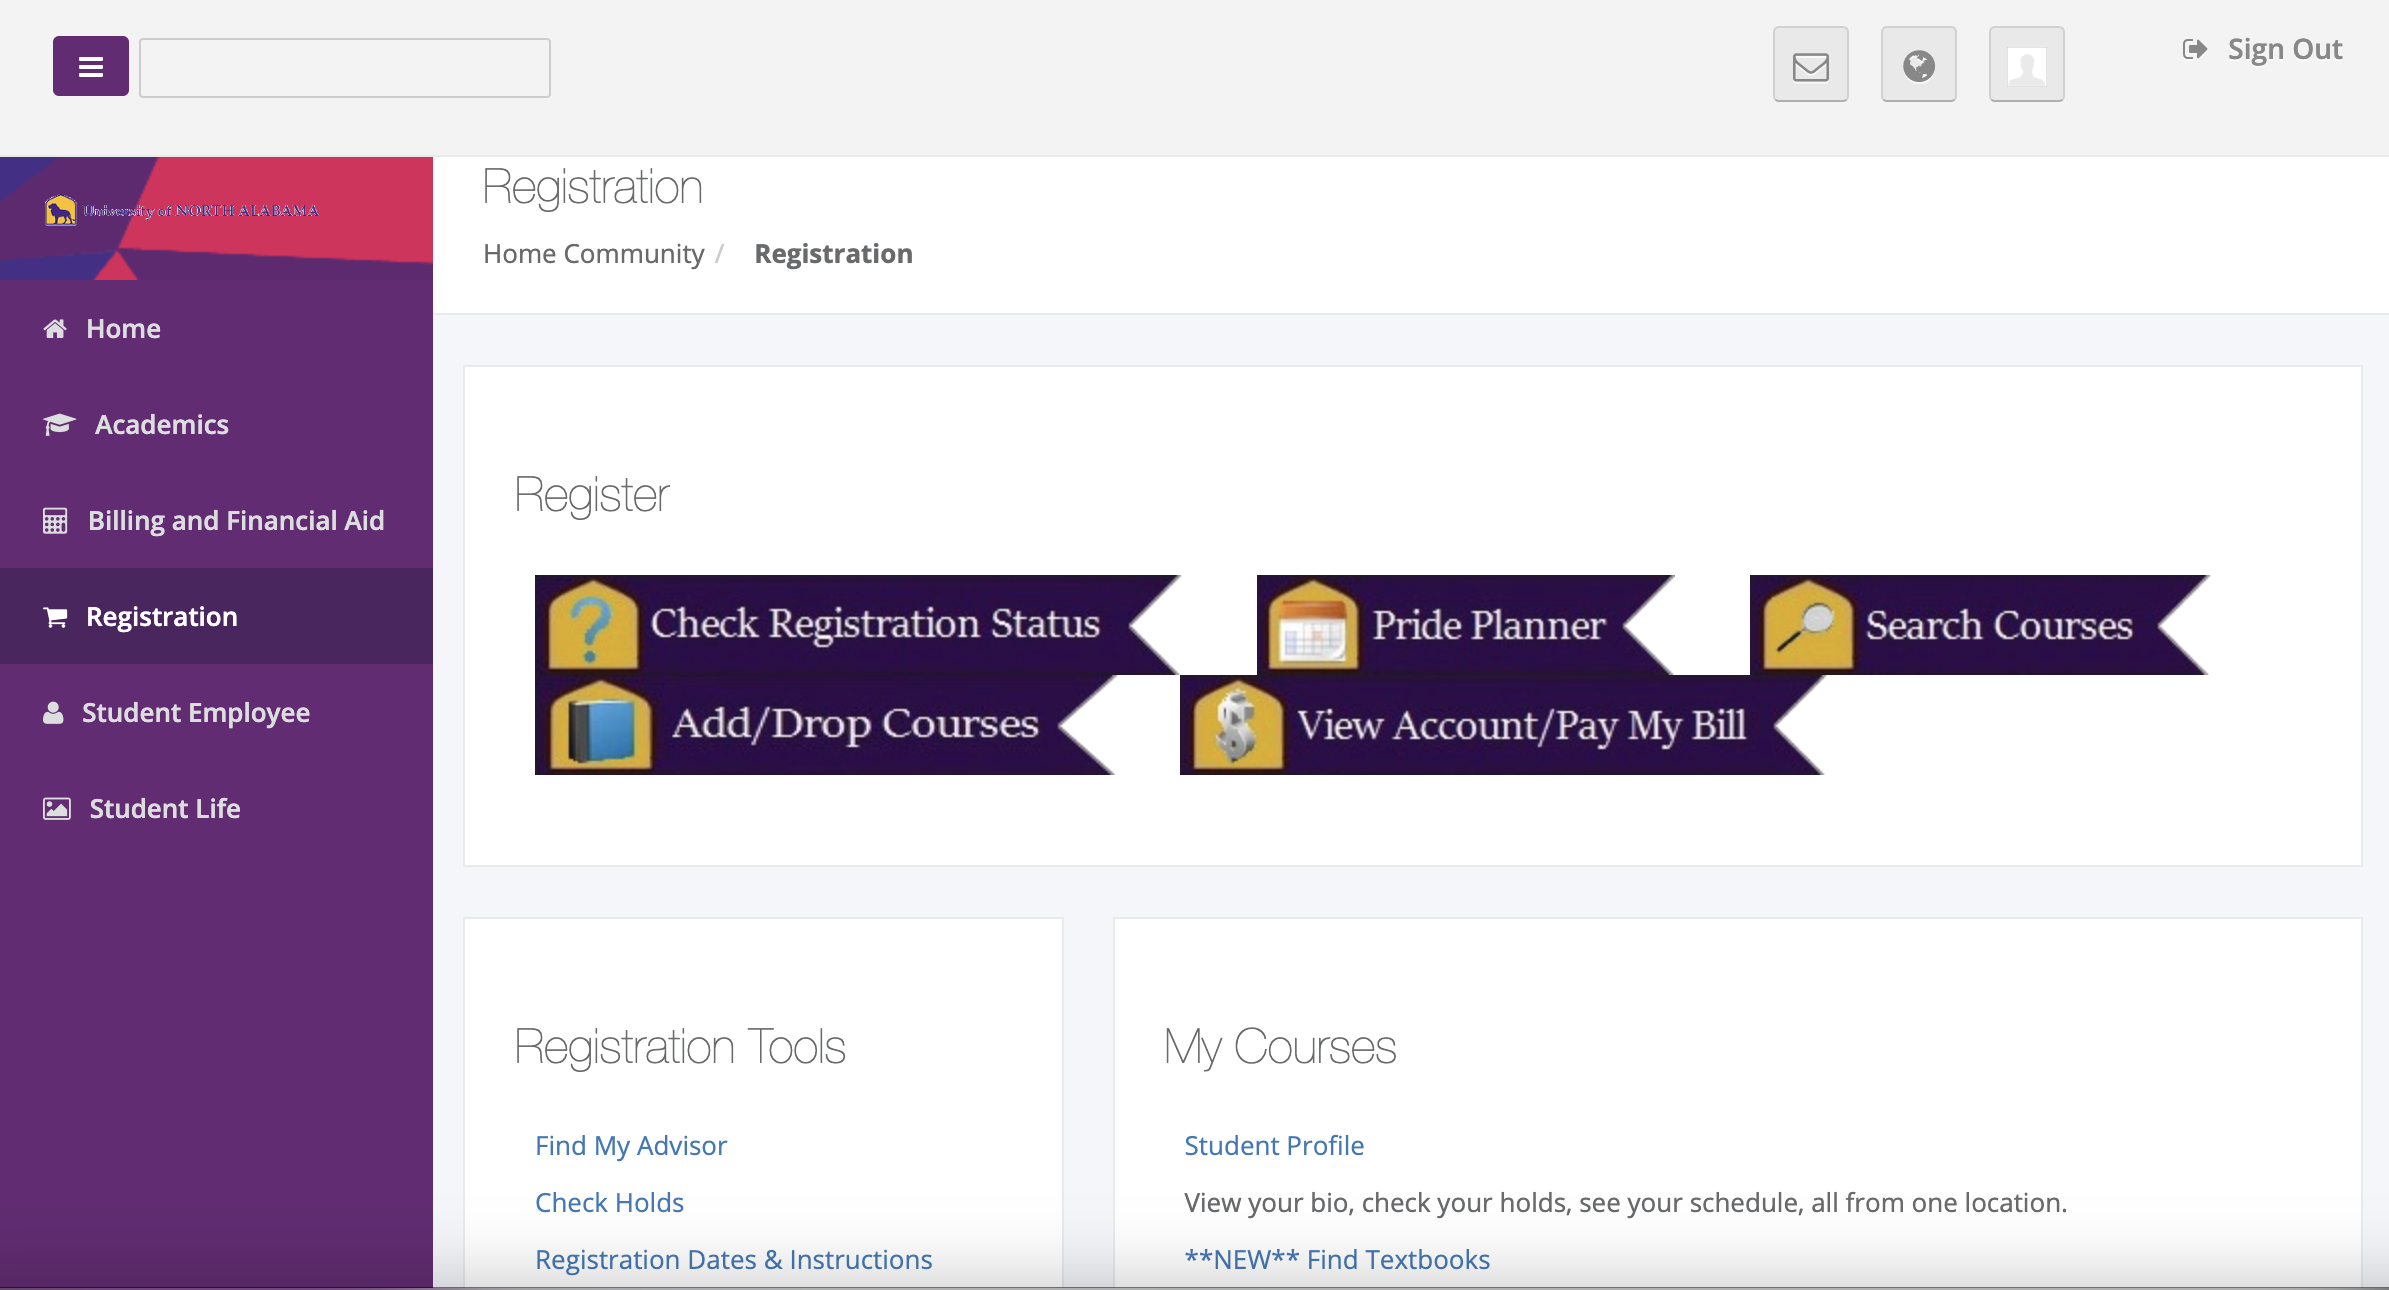 Sign Out
University of NORTH ALABAMA
Home
Academics
Billing and Financial Aid
Registration
Student Employee
Student Life
Registration
Home Community / Registration
Register
Check Registration Status
Pride Planner
Search Courses
Add/Drop Courses
View Account/Pay My Bill
Registration Tools
Find My Advisor
Check Holds
Registration Dates & Instructions
My Courses
Student Profile
View your bio, check your holds, see your schedule, all from one location.
**NEW** Find Textbooks